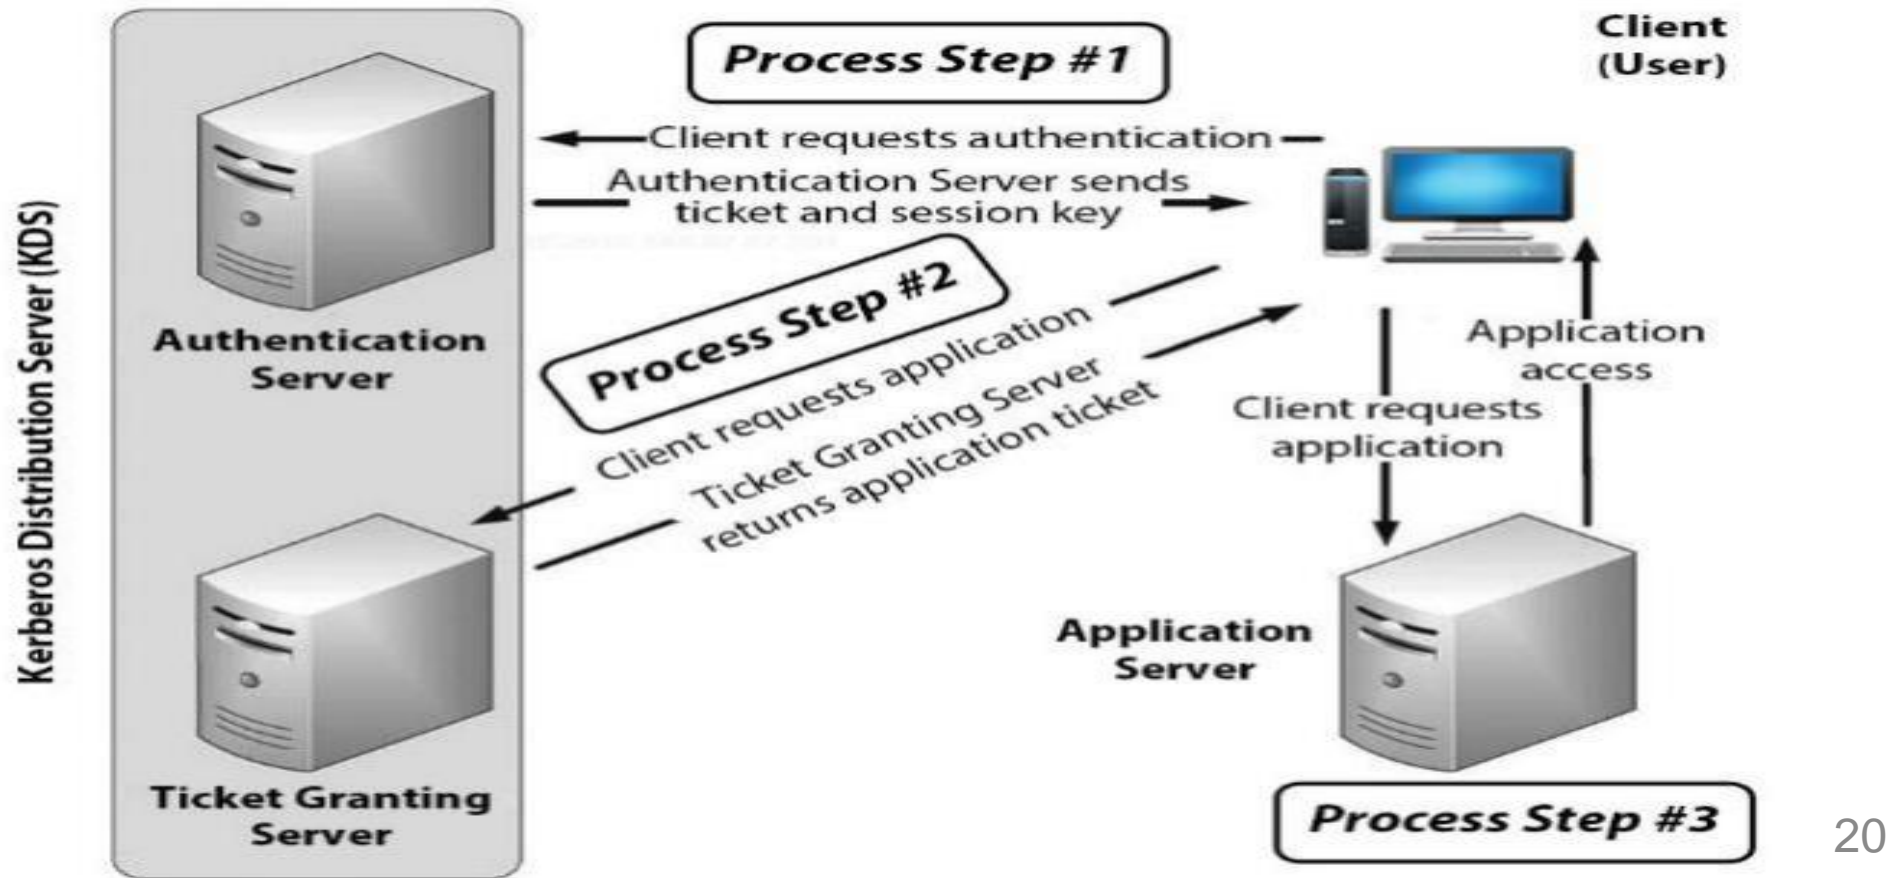 Process Step #1
Client
(User)
Client requests authentication
Authentication Server sends
ticket and session key
Kerberos Distribution Server (KDS)
Authentication
Server
Process Step #2
Client requests application
Ticket Granting Server
returns application ticket
Application
access
Client requests
application
Application
Server
Ticket Granting
Server
Process Step #3
20